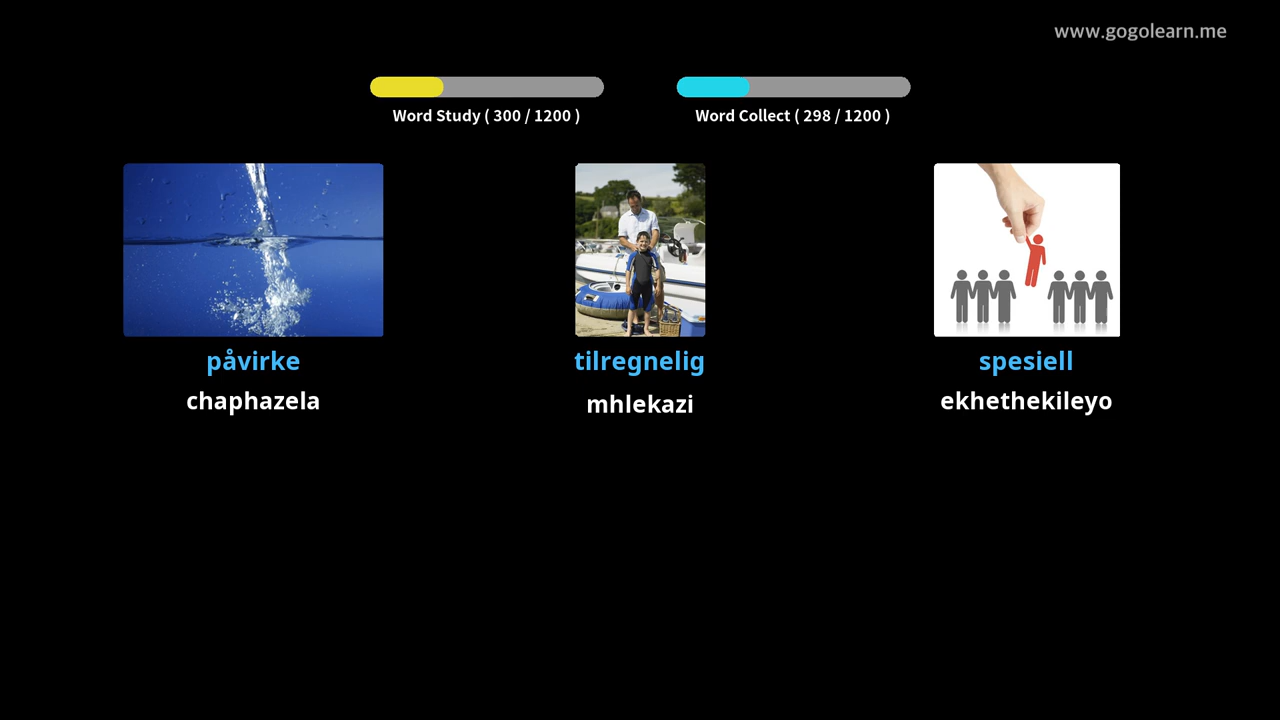 www.gogolearn.me
Word Study ( 300 / 1200 )
Word Collect ( 298 / 1200 )
påvirke
tilregnelig
spesiell
chaphazela
mhlekazi
ekhethekileyo